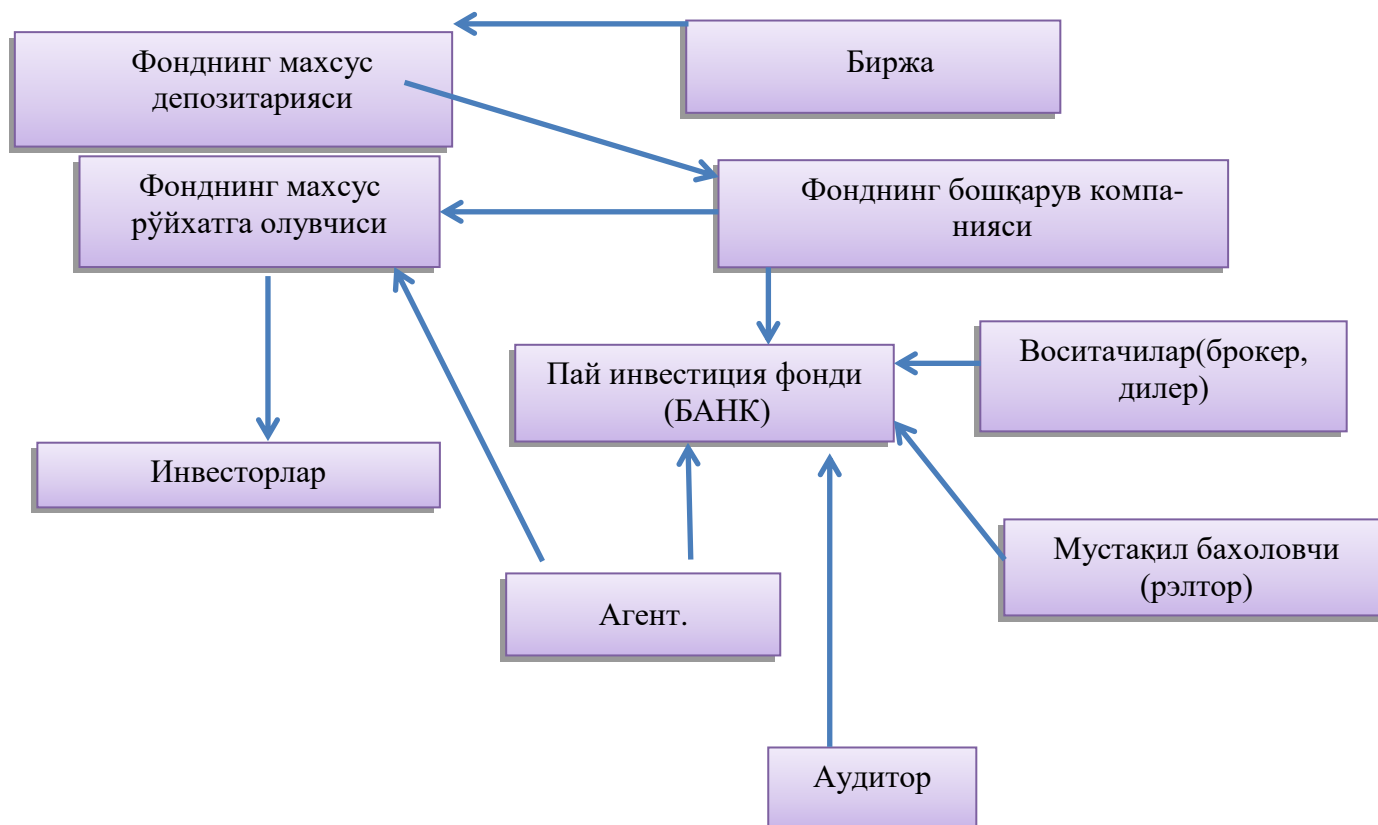 Фонднинг махсус
депозитарияси
Биржа
Фонднинг махсус
рўйхатга олувчиси
Фонднинг бошқарув компа-
нияси
Пай инвестиция фонди
(БАНК)
Воситачилар(брокер,
дилер)
Инвесторлар
Мустақил бахоловчи
(рэлтор)
Агент.
Аудитор